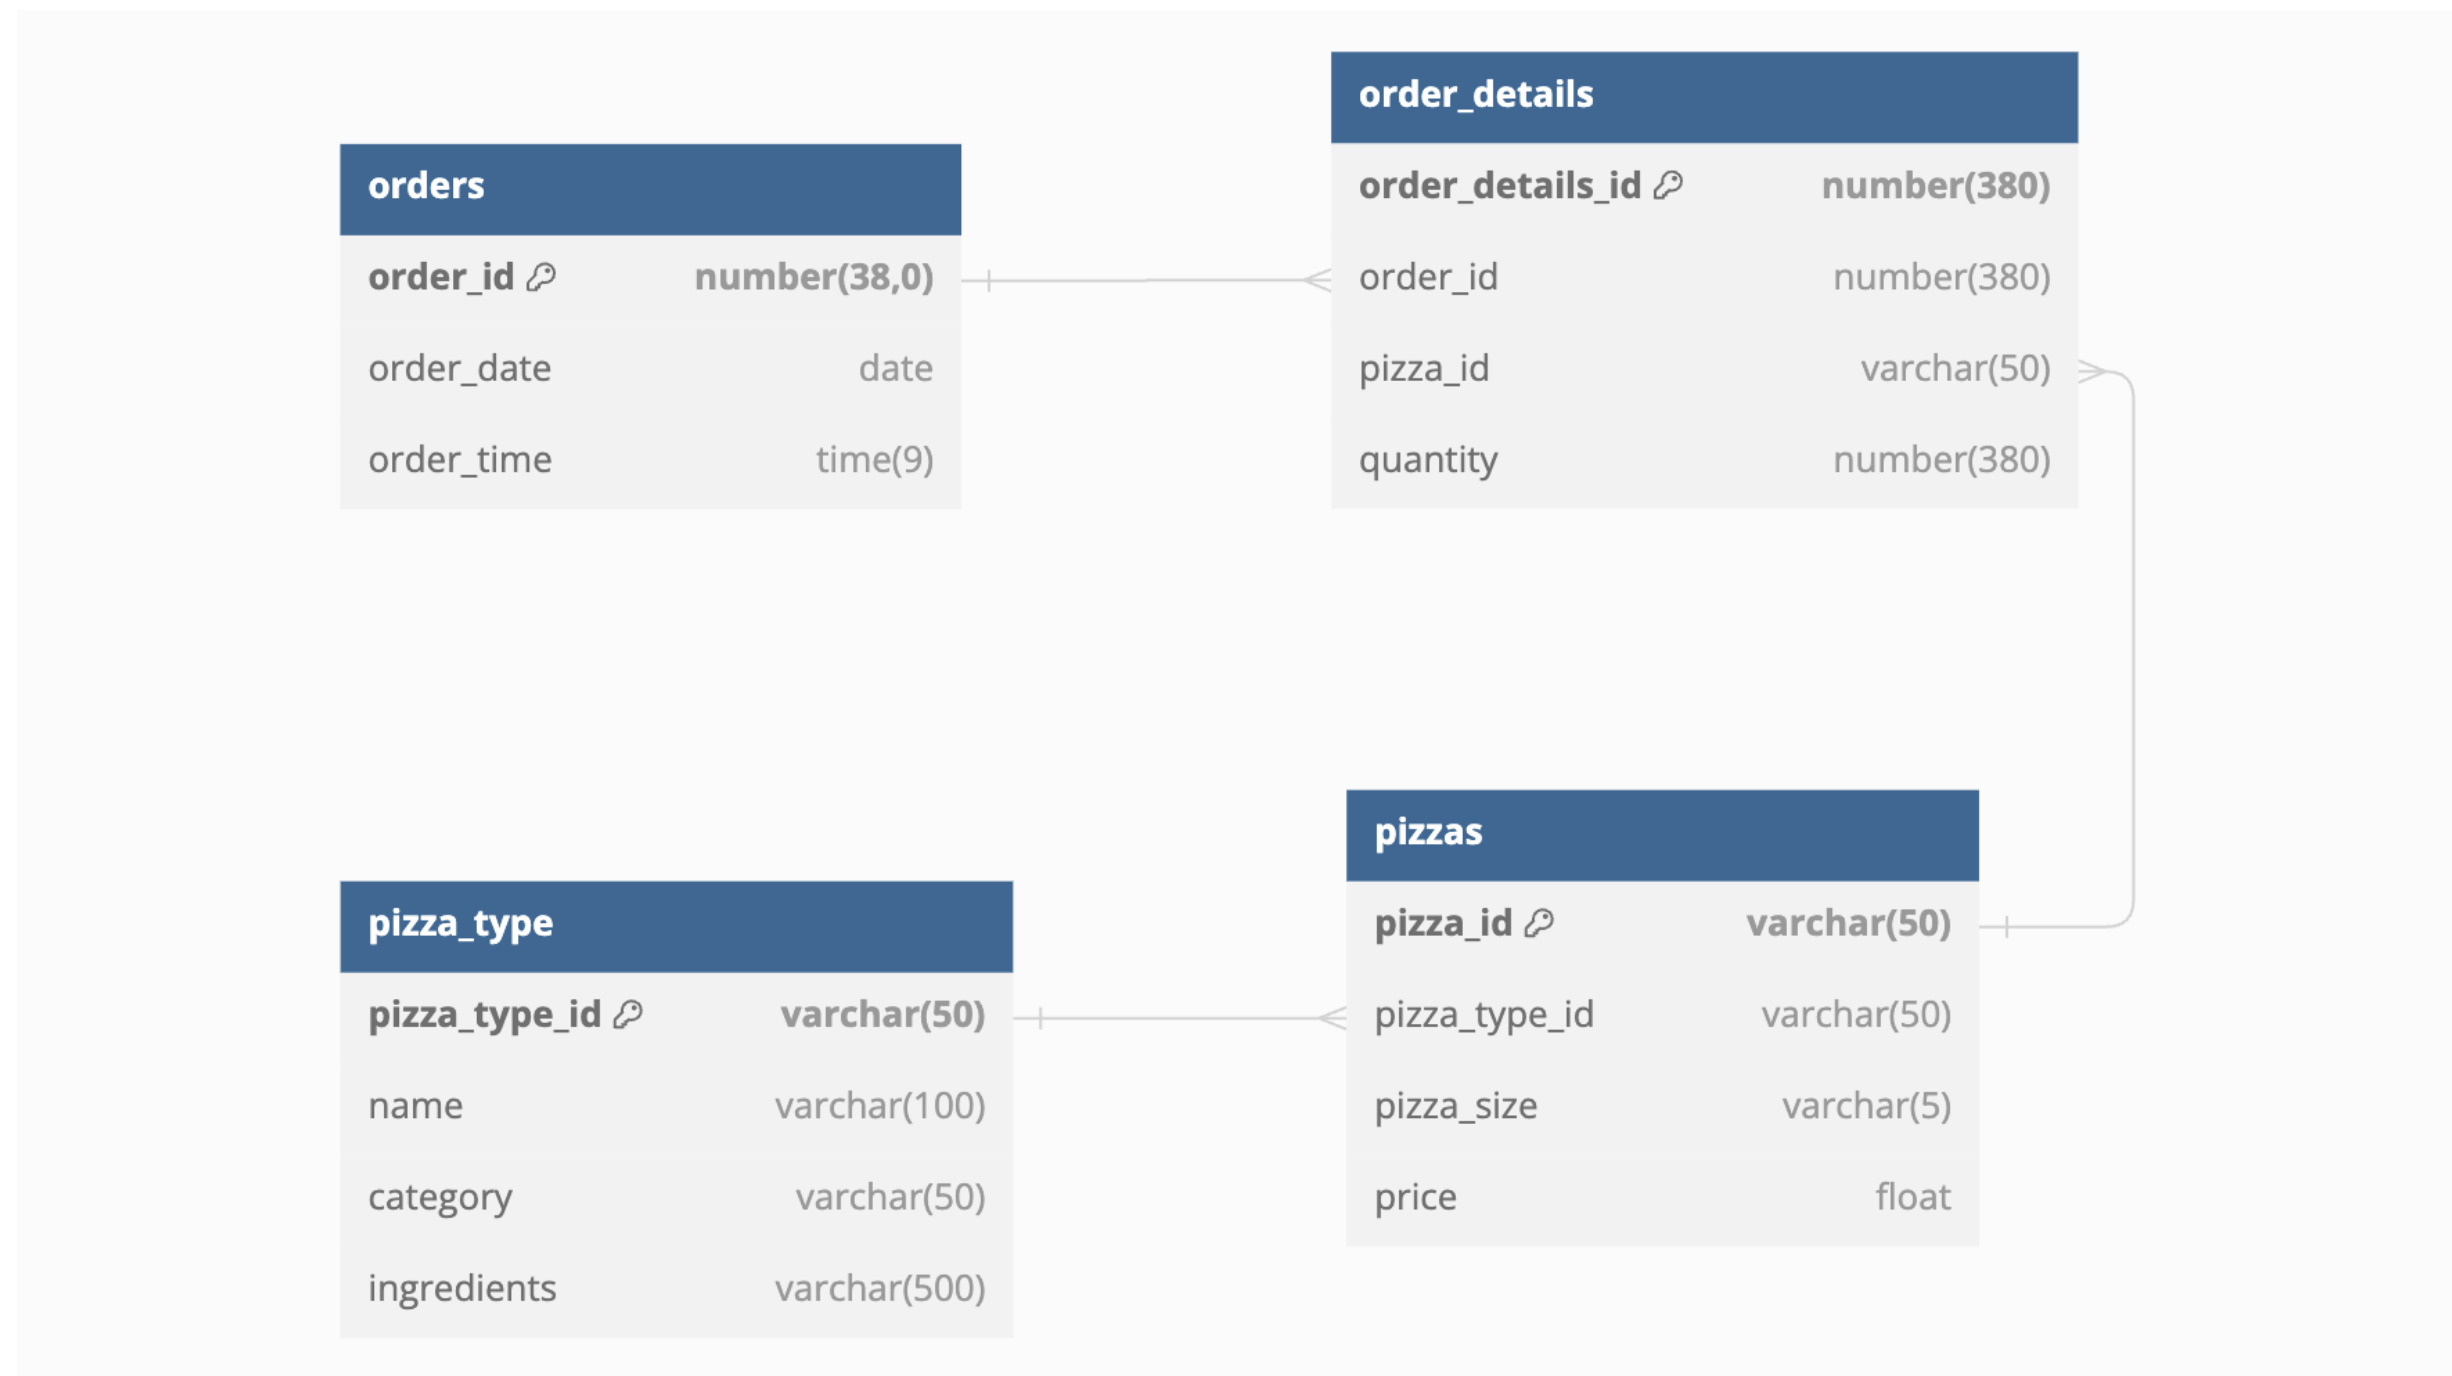 orders
order_id number(38,0)
order_date date
order_time time(9)
order_details
order_details_id number(380)
order_id number(380)
pizza_id varchar(50)
quantity number(380)
pizza_type
pizza_type_id varchar(50)
name varchar(100)
category varchar(50)
ingredients varchar(500)
pizzas
pizza_id varchar(50)
pizza_type_id varchar(50)
pizza_size varchar(5)
price float